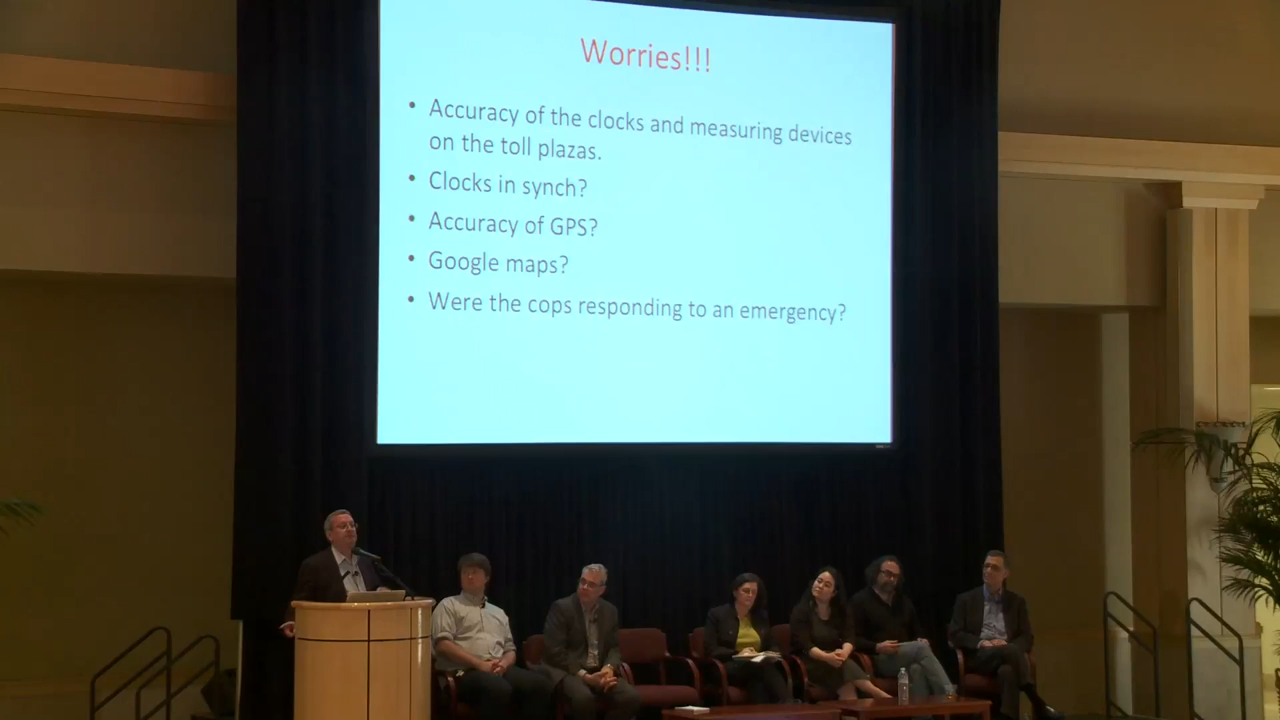 Worries!!!
• Accuracy of the clocks and measuring devices
on the toll plazas.
• Clocks in synch?
• Accuracy of GPS?
• Google maps?
• Were the cops responding to an emergency?